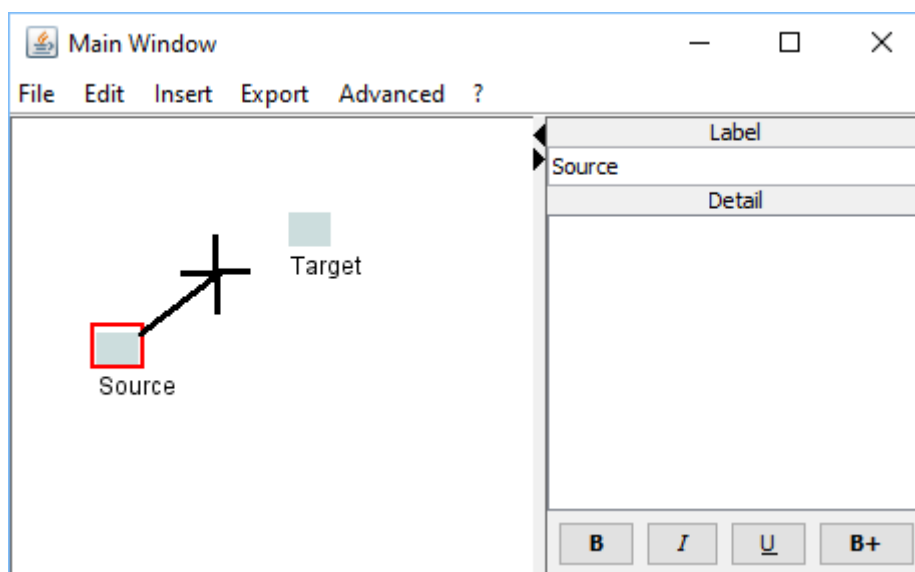 Main Window
File Edit Insert Export Advanced ?
Label
Source
Detail
Target
Source
B I U B+